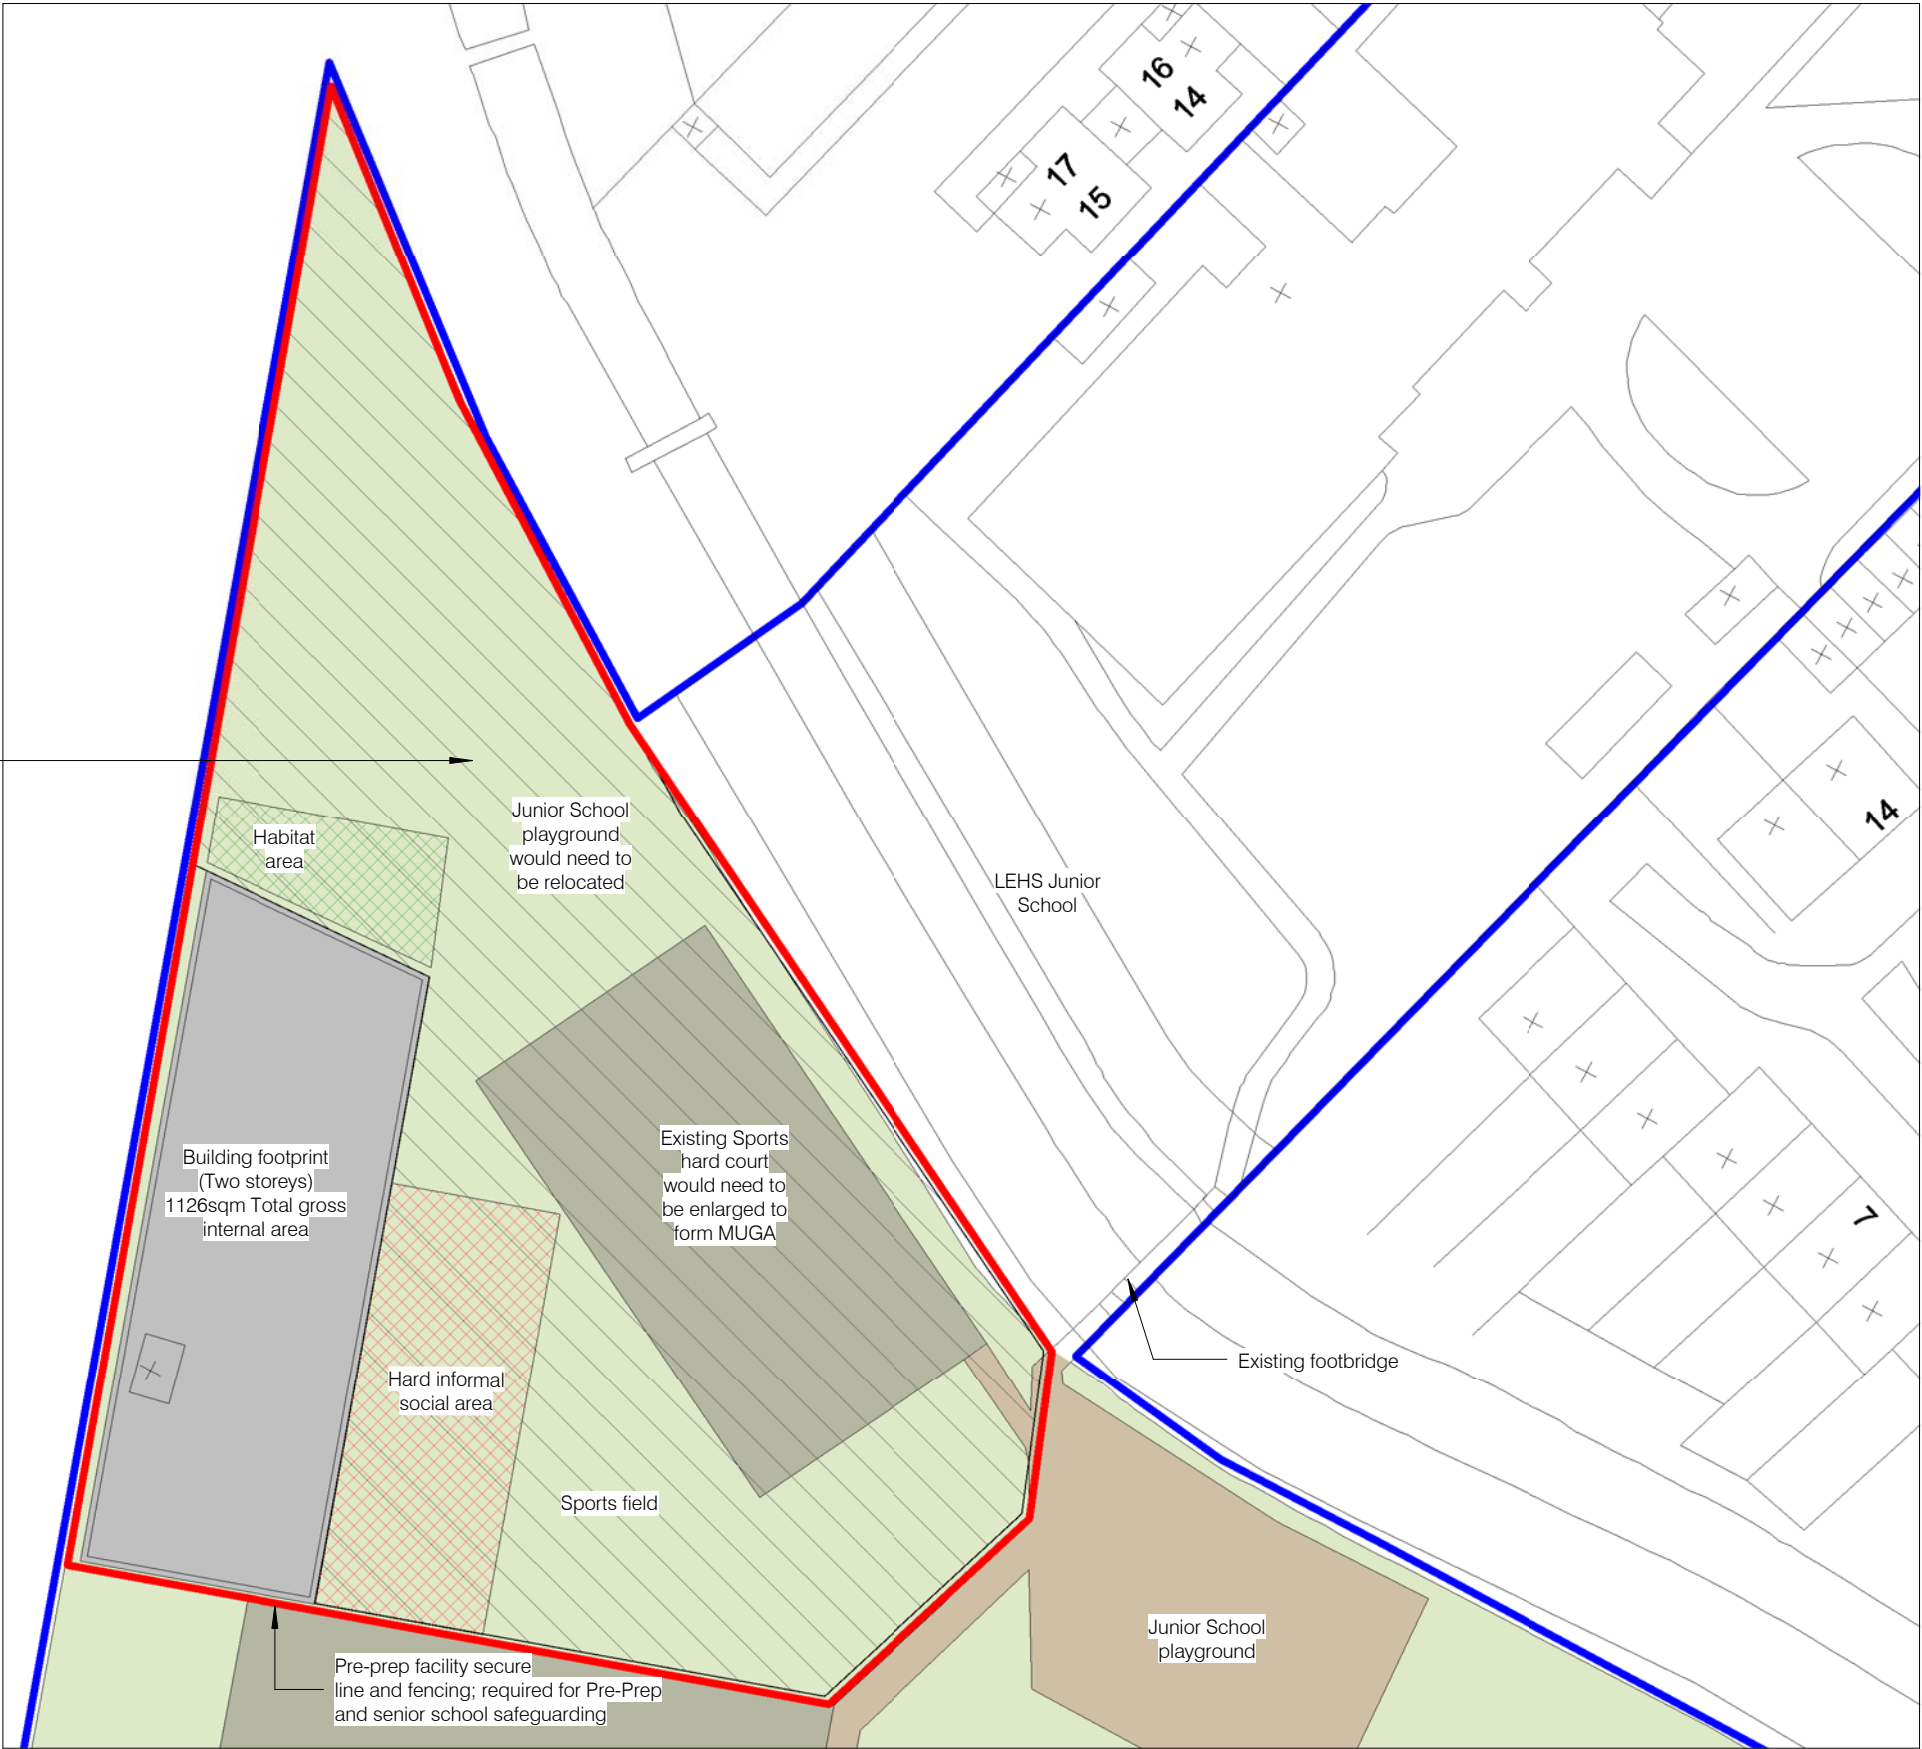 16
14
17
15
Junior School
playground
would need to
be relocated
Habitat
area
LEHS Junior
School
14
Building footprint
(Two storeys)
1126sqm Total gross
internal area
Existing Sports
hard court
would need to
be enlarged to
form MUGA
7
Existing footbridge
Hard informal
social area
Sports field
Junior School
playground
Pre-prep facility secure
line and fencing; required for Pre-Prep
and senior school safeguarding